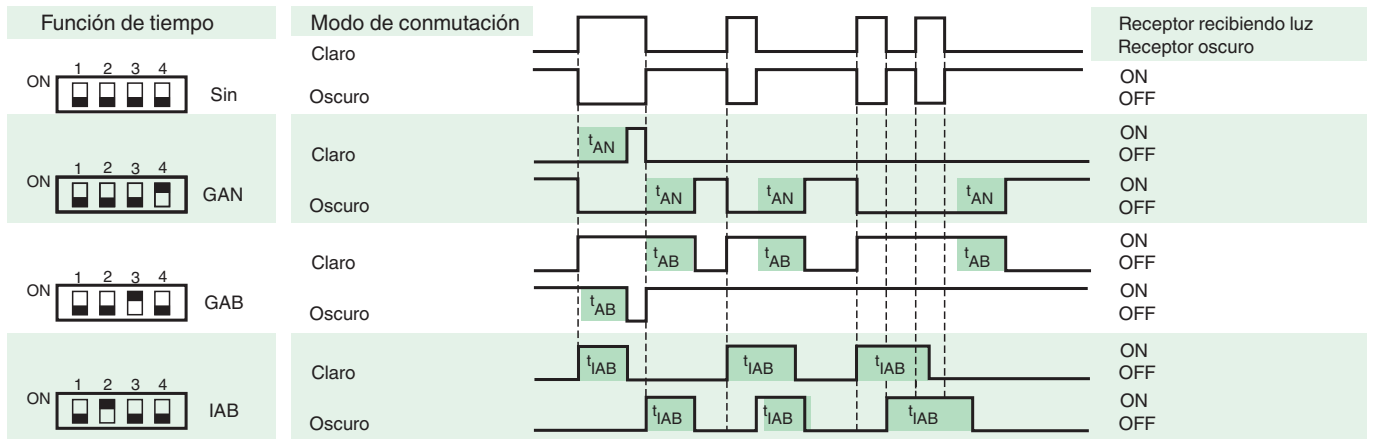 Función de tiempo
Modo de conmutación
Receptor recibiendo luz
Receptor oscuro
Claro
ON 1 2 3 4 Sin
Oscuro
ON
OFF
ON 1 2 3 4 GAN
Claro
tAN
ON
OFF
Oscuro
tAN tAN tAN
ON
OFF
ON 1 2 3 4 GAB
Claro
tAB tAB tAB
ON
OFF
Oscuro
tAB
ON
OFF
ON 1 2 3 4 IAB
Claro
tIAB tIAB tIAB
ON
OFF
Oscuro
tIAB tIAB tIAB
ON
OFF